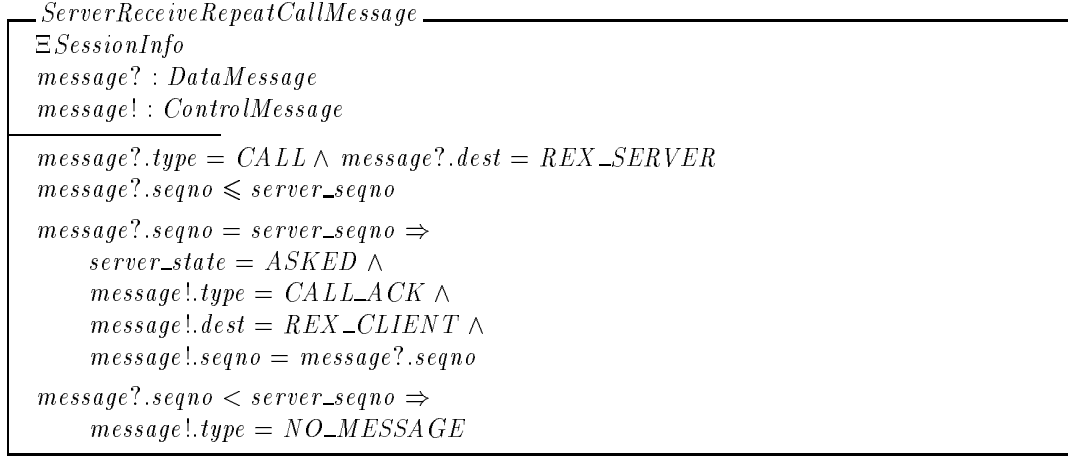 ServerReceiveRepeatCallMessage
ΞSessionInfo
message? : DataMessage
message! : ControlMessage
message?.type = CALL ∧ message?.dest = REX_SERVER
message?.seqno ⩽ server_seqno
message?.seqno = server_seqno ⇒
server_state = ASKED ∧
message!.type = CALL_ACK ∧
message!.dest = REX_CLIENT ∧
message!.seqno = message?.seqno
message?.seqno < server_seqno ⇒
message!.type = NO_MESSAGE